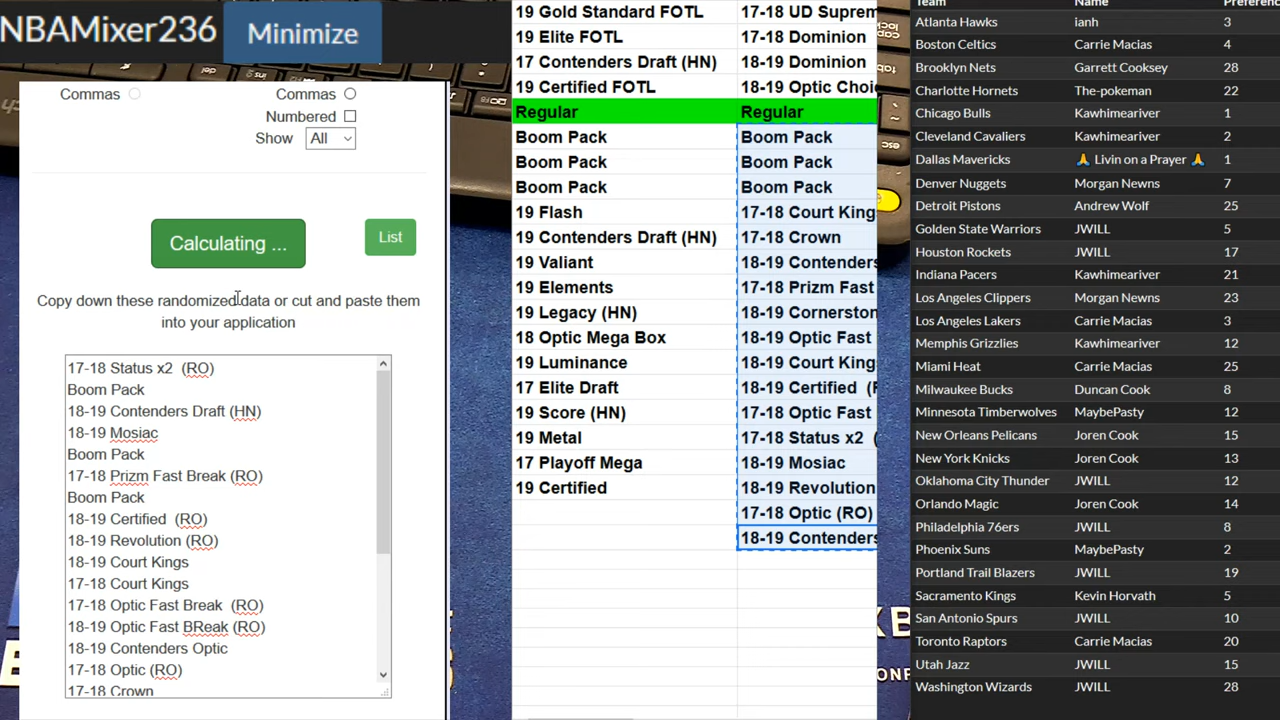 NBAMixer236
Minimize
Commas
Commas
Numbered
Show All
Calculating ...
List
Copy down these randomized data or cut and paste them
into your application
17-18 Status x2 (RO)
Boom Pack
18-19 Contenders Draft (HN)
18-19 Mosiac
Boom Pack
17-18 Prizm Fast Break (RO)
Boom Pack
18-19 Certified (RO)
18-19 Revolution (RO)
18-19 Court Kings
17-18 Court Kings
17-18 Optic Fast Break (RO)
18-19 Optic Fast BReak (RO)
18-19 Contenders Optic
17-18 Optic (RO)
17-18 Crown
19 Gold Standard FOTL
19 Elite FOTL
17 Contenders Draft (HN)
19 Certified FOTL
Regular
Boom Pack
Boom Pack
Boom Pack
19 Flash
19 Contenders Draft (HN)
19 Valiant
19 Elements
19 Legacy (HN)
18 Optic Mega Box
19 Luminance
17 Elite Draft
19 Score (HN)
19 Metal
17 Playoff Mega
19 Certified
17-18 UD Suprem
17-18 Dominion
18-19 Dominion
18-19 Optic Choi
Regular
Boom Pack
Boom Pack
Boom Pack
17-18 Court King
17-18 Crown
18-19 Contenders
17-18 Prizm Fast
18-19 Cornerston
18-19 Optic Fast
18-19 Court King
18-19 Certified (
17-18 Optic Fast
17-18 Status x2 (
18-19 Mosiac
18-19 Revolution
17-18 Optic (RO)
18-19 Contenders
Team Name Preferenc
Atlanta Hawks ianh 3
Boston Celtics Carrie Macias 4
Brooklyn Nets Garrett Cooksey 28
Charlotte Hornets The-pokeman 22
Chicago Bulls Kawhimeariver 1
Cleveland Cavaliers Kawhimeariver 2
Dallas Mavericks 🙏 Livin on a Prayer 🙏 1
Denver Nuggets Morgan Newns 7
Detroit Pistons Andrew Wolf 25
Golden State Warriors JWILL 5
Houston Rockets JWILL 17
Indiana Pacers Kawhimeariver 21
Los Angeles Clippers Morgan Newns 23
Los Angeles Lakers Carrie Macias 3
Memphis Grizzlies Kawhimeariver 12
Miami Heat Carrie Macias 25
Milwaukee Bucks Duncan Cook 8
Minnesota Timberwolves MaybePasty 12
New Orleans Pelicans Joren Cook 15
New York Knicks Joren Cook 13
Oklahoma City Thunder JWILL 12
Orlando Magic Joren Cook 14
Philadelphia 76ers JWILL 8
Phoenix Suns MaybePasty 2
Portland Trail Blazers JWILL 19
Sacramento Kings Kevin Horvath 5
San Antonio Spurs JWILL 10
Toronto Raptors Carrie Macias 20
Utah Jazz JWILL 15
Washington Wizards JWILL 28